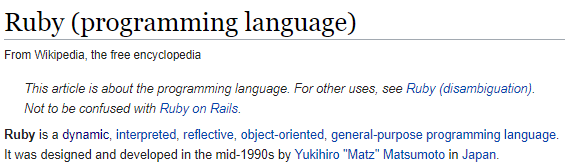 Ruby (programming language)
From Wikipedia, the free encyclopedia
This article is about the programming language. For other uses, see Ruby (disambiguation).
Not to be confused with Ruby on Rails.
Ruby is a dynamic, interpreted, reflective, object-oriented, general-purpose programming language.
It was designed and developed in the mid-1990s by Yukihiro "Matz" Matsumoto in Japan.